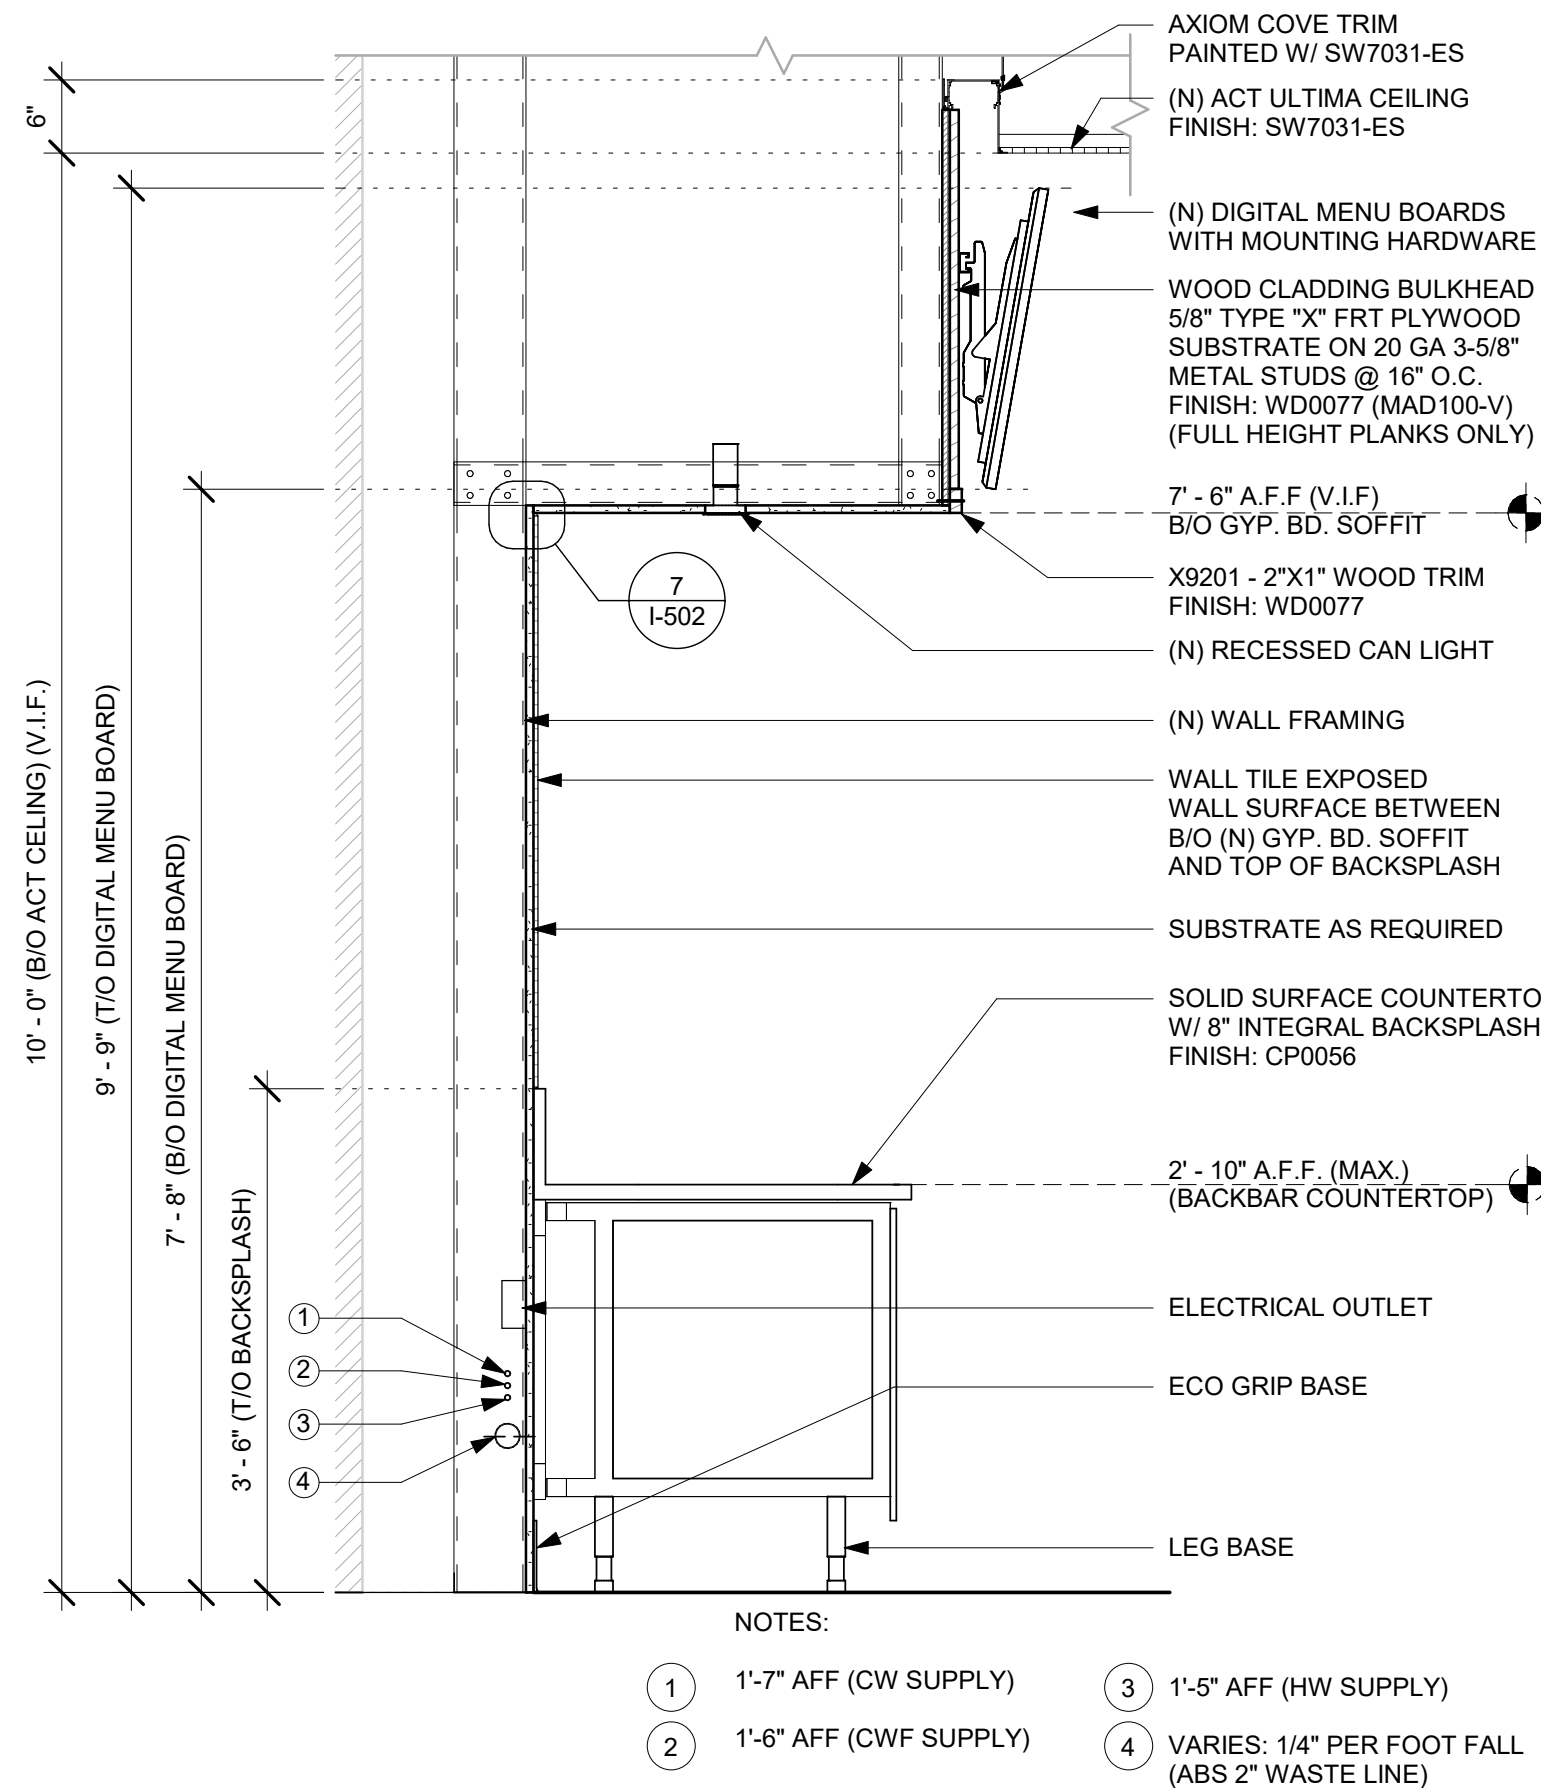 AXIOM COVE TRIM
PAINTED W/ SW7031-ES
(N) ACT ULTIMA CEILING
FINISH: SW7031-ES
(N) DIGITAL MENU BOARDS
WITH MOUNTING HARDWARE
WOOD CLADDING BULKHEAD
5/8" TYPE "X" FRT PLYWOOD
SUBSTRATE ON 20 GA 3-5/8"
METAL STUDS @ 16" O.C.
FINISH: WD0077 (MAD100-V)
(FULL HEIGHT PLANKS ONLY)
7' - 6" A.F.F (V.I.F)
B/O GYP. BD. SOFFIT
X9201 - 2"X1" WOOD TRIM
FINISH: WD0077
(N) RECESSED CAN LIGHT
(N) WALL FRAMING
WALL TILE EXPOSED
WALL SURFACE BETWEEN
B/O (N) GYP. BD. SOFFIT
AND TOP OF BACKSPLASH
SUBSTRATE AS REQUIRED
SOLID SURFACE COUNTERTO
W/ 8" INTEGRAL BACKSPLASH
FINISH: CP0056
2' - 10" A.F.F. (MAX.)
(BACKBAR COUNTERTOP)
ELECTRICAL OUTLET
ECO GRIP BASE
LEG BASE
6"
10' - 0" (B/O ACT CELING) (V.I.F.)
9' - 9" (T/O DIGITAL MENU BOARD)
7' - 8" (B/O DIGITAL MENU BOARD)
3' - 6" (T/O BACKSPLASH)
7
I-502
1
2
3
4
NOTES:
1 1'-7" AFF (CW SUPPLY)
2 1'-6" AFF (CWF SUPPLY)
3 1'-5" AFF (HW SUPPLY)
4 VARIES: 1/4" PER FOOT FALL
(ABS 2" WASTE LINE)